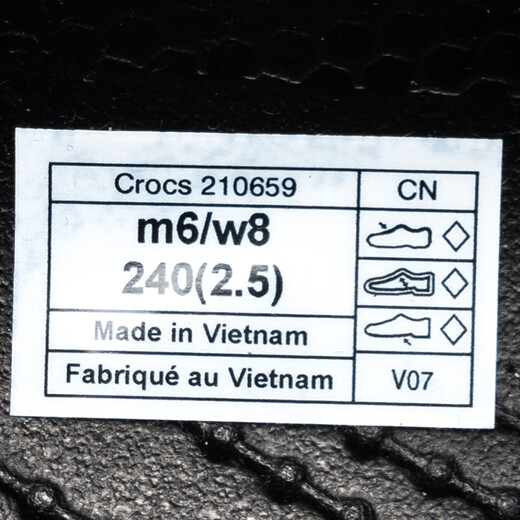 Crocs 210659
CN
m6/w8
240(2.5)
Made in Vietnam
Fabriqué au Vietnam
V07